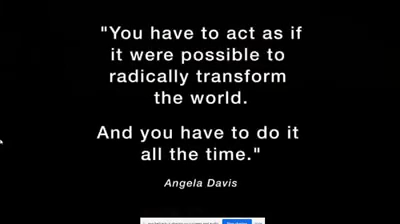 "You have to act as if
it were possible to
radically transform
the world.
And you have to do it
all the time."
Angela Davis